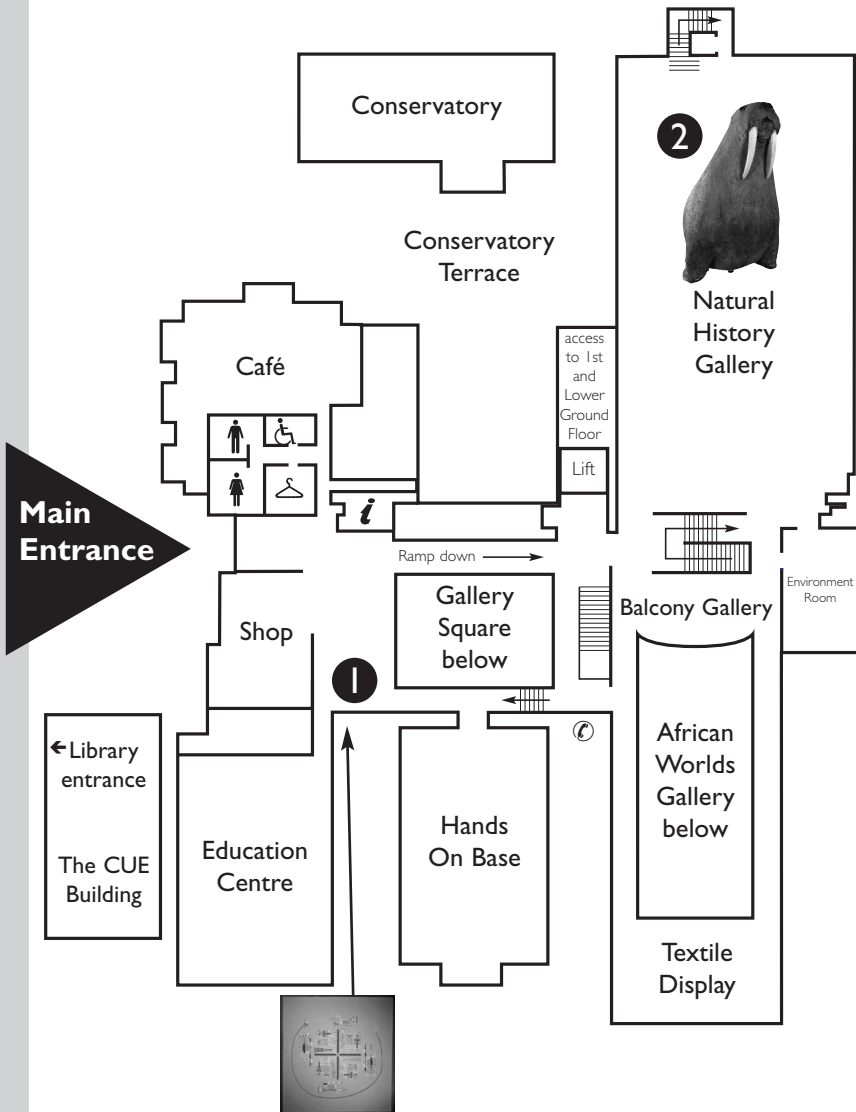 Conservatory
2
Conservatory
Terrace
Natural
History
Gallery
access
to 1st
and
Lower
Ground
Floor
Café
Lift
i
Main
Entrance
Ramp down
Environment
Room
Gallery
Square
below
Balcony Gallery
Shop
1
Library
entrance
African
Worlds
Gallery
below
The CUE
Building
Education
Centre
Hands
On Base
Textile
Display